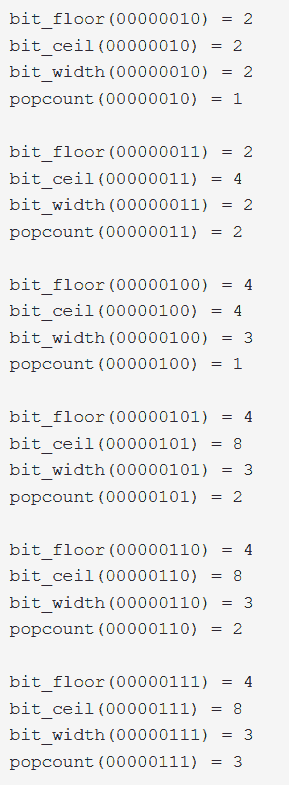 bit_floor(00000010) = 2
bit_ceil(00000010) = 2
bit_width(00000010) = 2
popcount(00000010) = 1

bit_floor(00000011) = 2
bit_ceil(00000011) = 4
bit_width(00000011) = 2
popcount(00000011) = 2

bit_floor(00000100) = 4
bit_ceil(00000100) = 4
bit_width(00000100) = 3
popcount(00000100) = 1

bit_floor(00000101) = 4
bit_ceil(00000101) = 8
bit_width(00000101) = 3
popcount(00000101) = 2

bit_floor(00000110) = 4
bit_ceil(00000110) = 8
bit_width(00000110) = 3
popcount(00000110) = 2

bit_floor(00000111) = 4
bit_ceil(00000111) = 8
bit_width(00000111) = 3
popcount(00000111) = 3